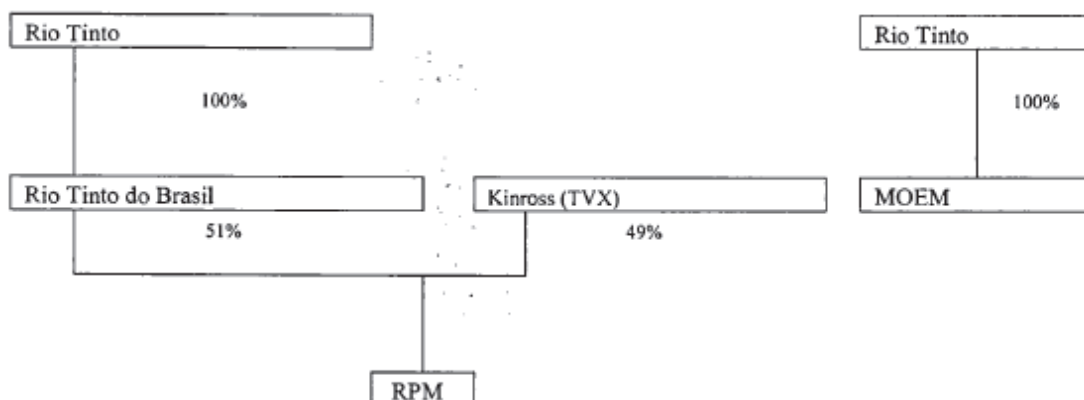 Rio Tinto
Rio Tinto
100%
100%
Rio Tinto do Brasil
Kinross (TVX)
MOEM
51%
49%
RPM